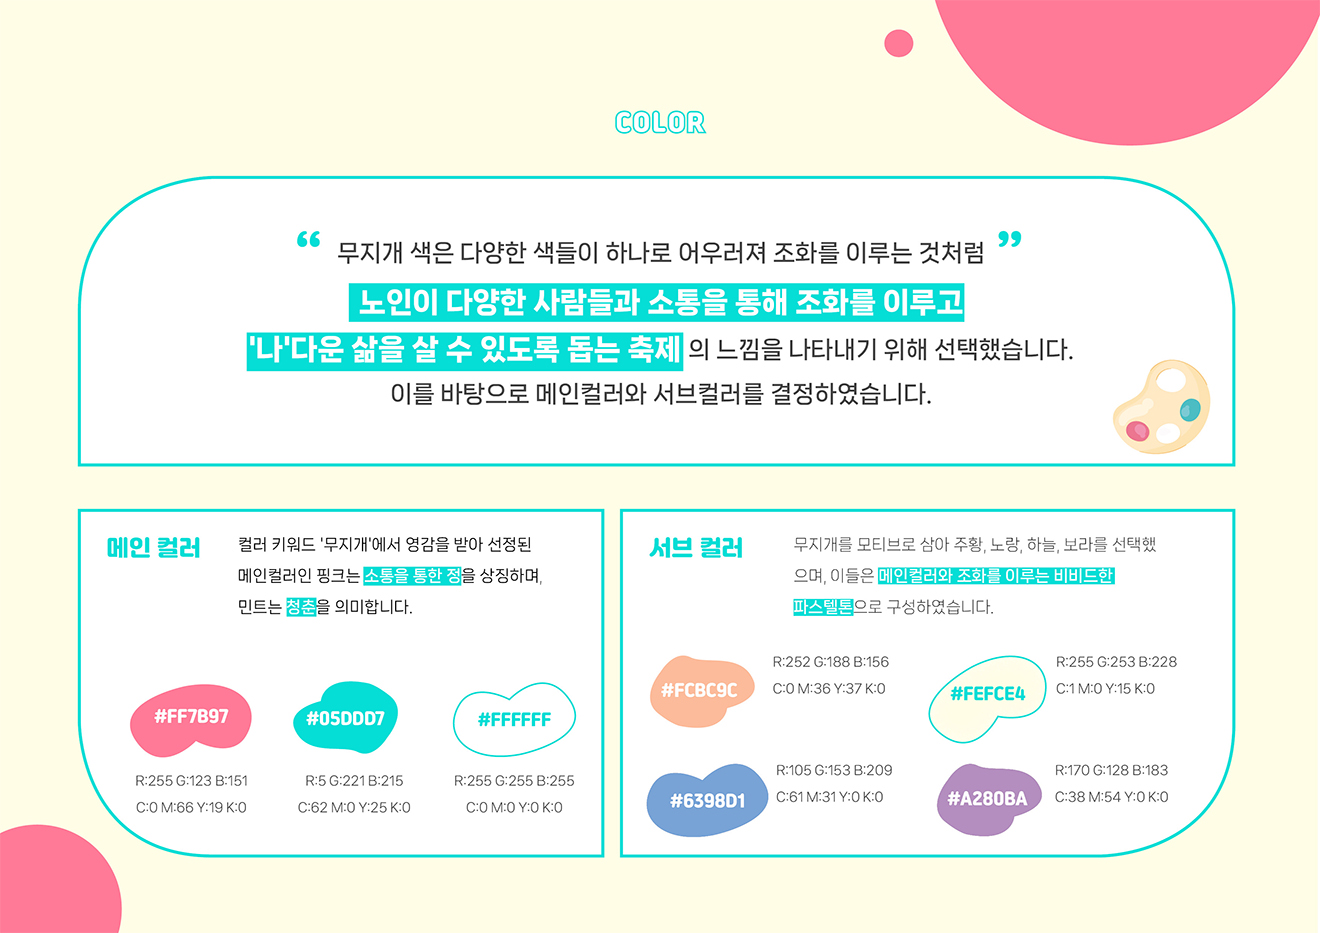 COLOR
“ 무지개 색은 다양한 색들이 하나로 어우러져 조화를 이루는 것처럼 ”
노인이 다양한 사람들과 소통을 통해 조화를 이루고
'나'다운 삶을 살 수 있도록 돕는 축제 의 느낌을 나타내기 위해 선택했습니다.
이를 바탕으로 메인컬러와 서브컬러를 결정하였습니다.
메인 컬러
컬러 키워드 '무지개'에서 영감을 받아 선정된
메인컬러인 핑크는 소통을 통한 정을 상징하며,
민트는 청춘을 의미합니다.
#FF7B97
R:255 G:123 B:151
C:0 M:66 Y:19 K:0
#05DDD7
R:5 G:221 B:215
C:62 M:0 Y:25 K:0
#FFFFFF
R:255 G:255 B:255
C:0 M:0 Y:0 K:0
서브 컬러
무지개를 모티브로 삼아 주황, 노랑, 하늘, 보라를 선택했
으며, 이들은 메인컬러와 조화를 이루는 비비드한
파스텔톤으로 구성하였습니다.
#FCBC9C
R:252 G:188 B:156
C:0 M:36 Y:37 K:0
#FEFCE4
R:255 G:253 B:228
C:1 M:0 Y:15 K:0
#6398D1
R:105 G:153 B:209
C:61 M:31 Y:0 K:0
#A280BA
R:170 G:128 B:183
C:38 M:54 Y:0 K:0